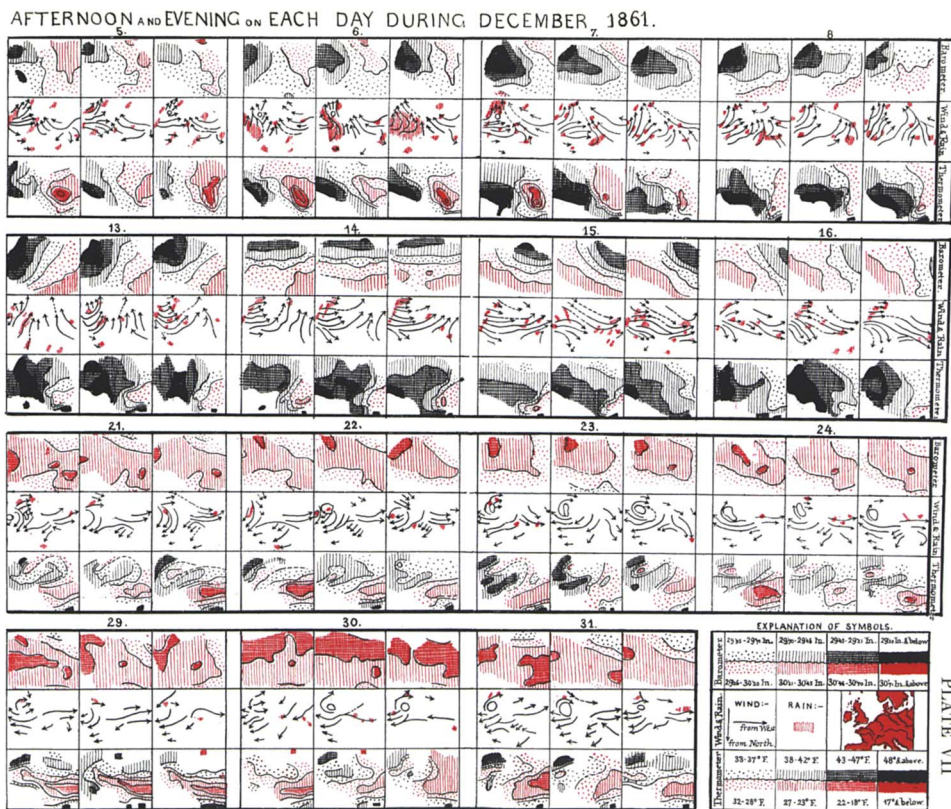 AFTERNOON AND EVENING ON EACH DAY DURING DECEMBER, 1861.
5. 6. 7. 8
Barometer. Wind & Rain. Thermometer
13. 14. 15. 16.
Barometer. Wind & Rain. Thermometer
21. 22. 23. 24.
Barometer Wind & Rain. Thermometer
29. 30. 31.
EXPLANATION OF SYMBOLS.
Barometer.
Wind & Rain.
WIND:- RAIN:-
from West
from North.
Thermometer
33-37° F. 38-42° F. 43-47° F. 48° & above.
32-28° F. 27-23° F. 22-18° F. 17° & below
PLATE II